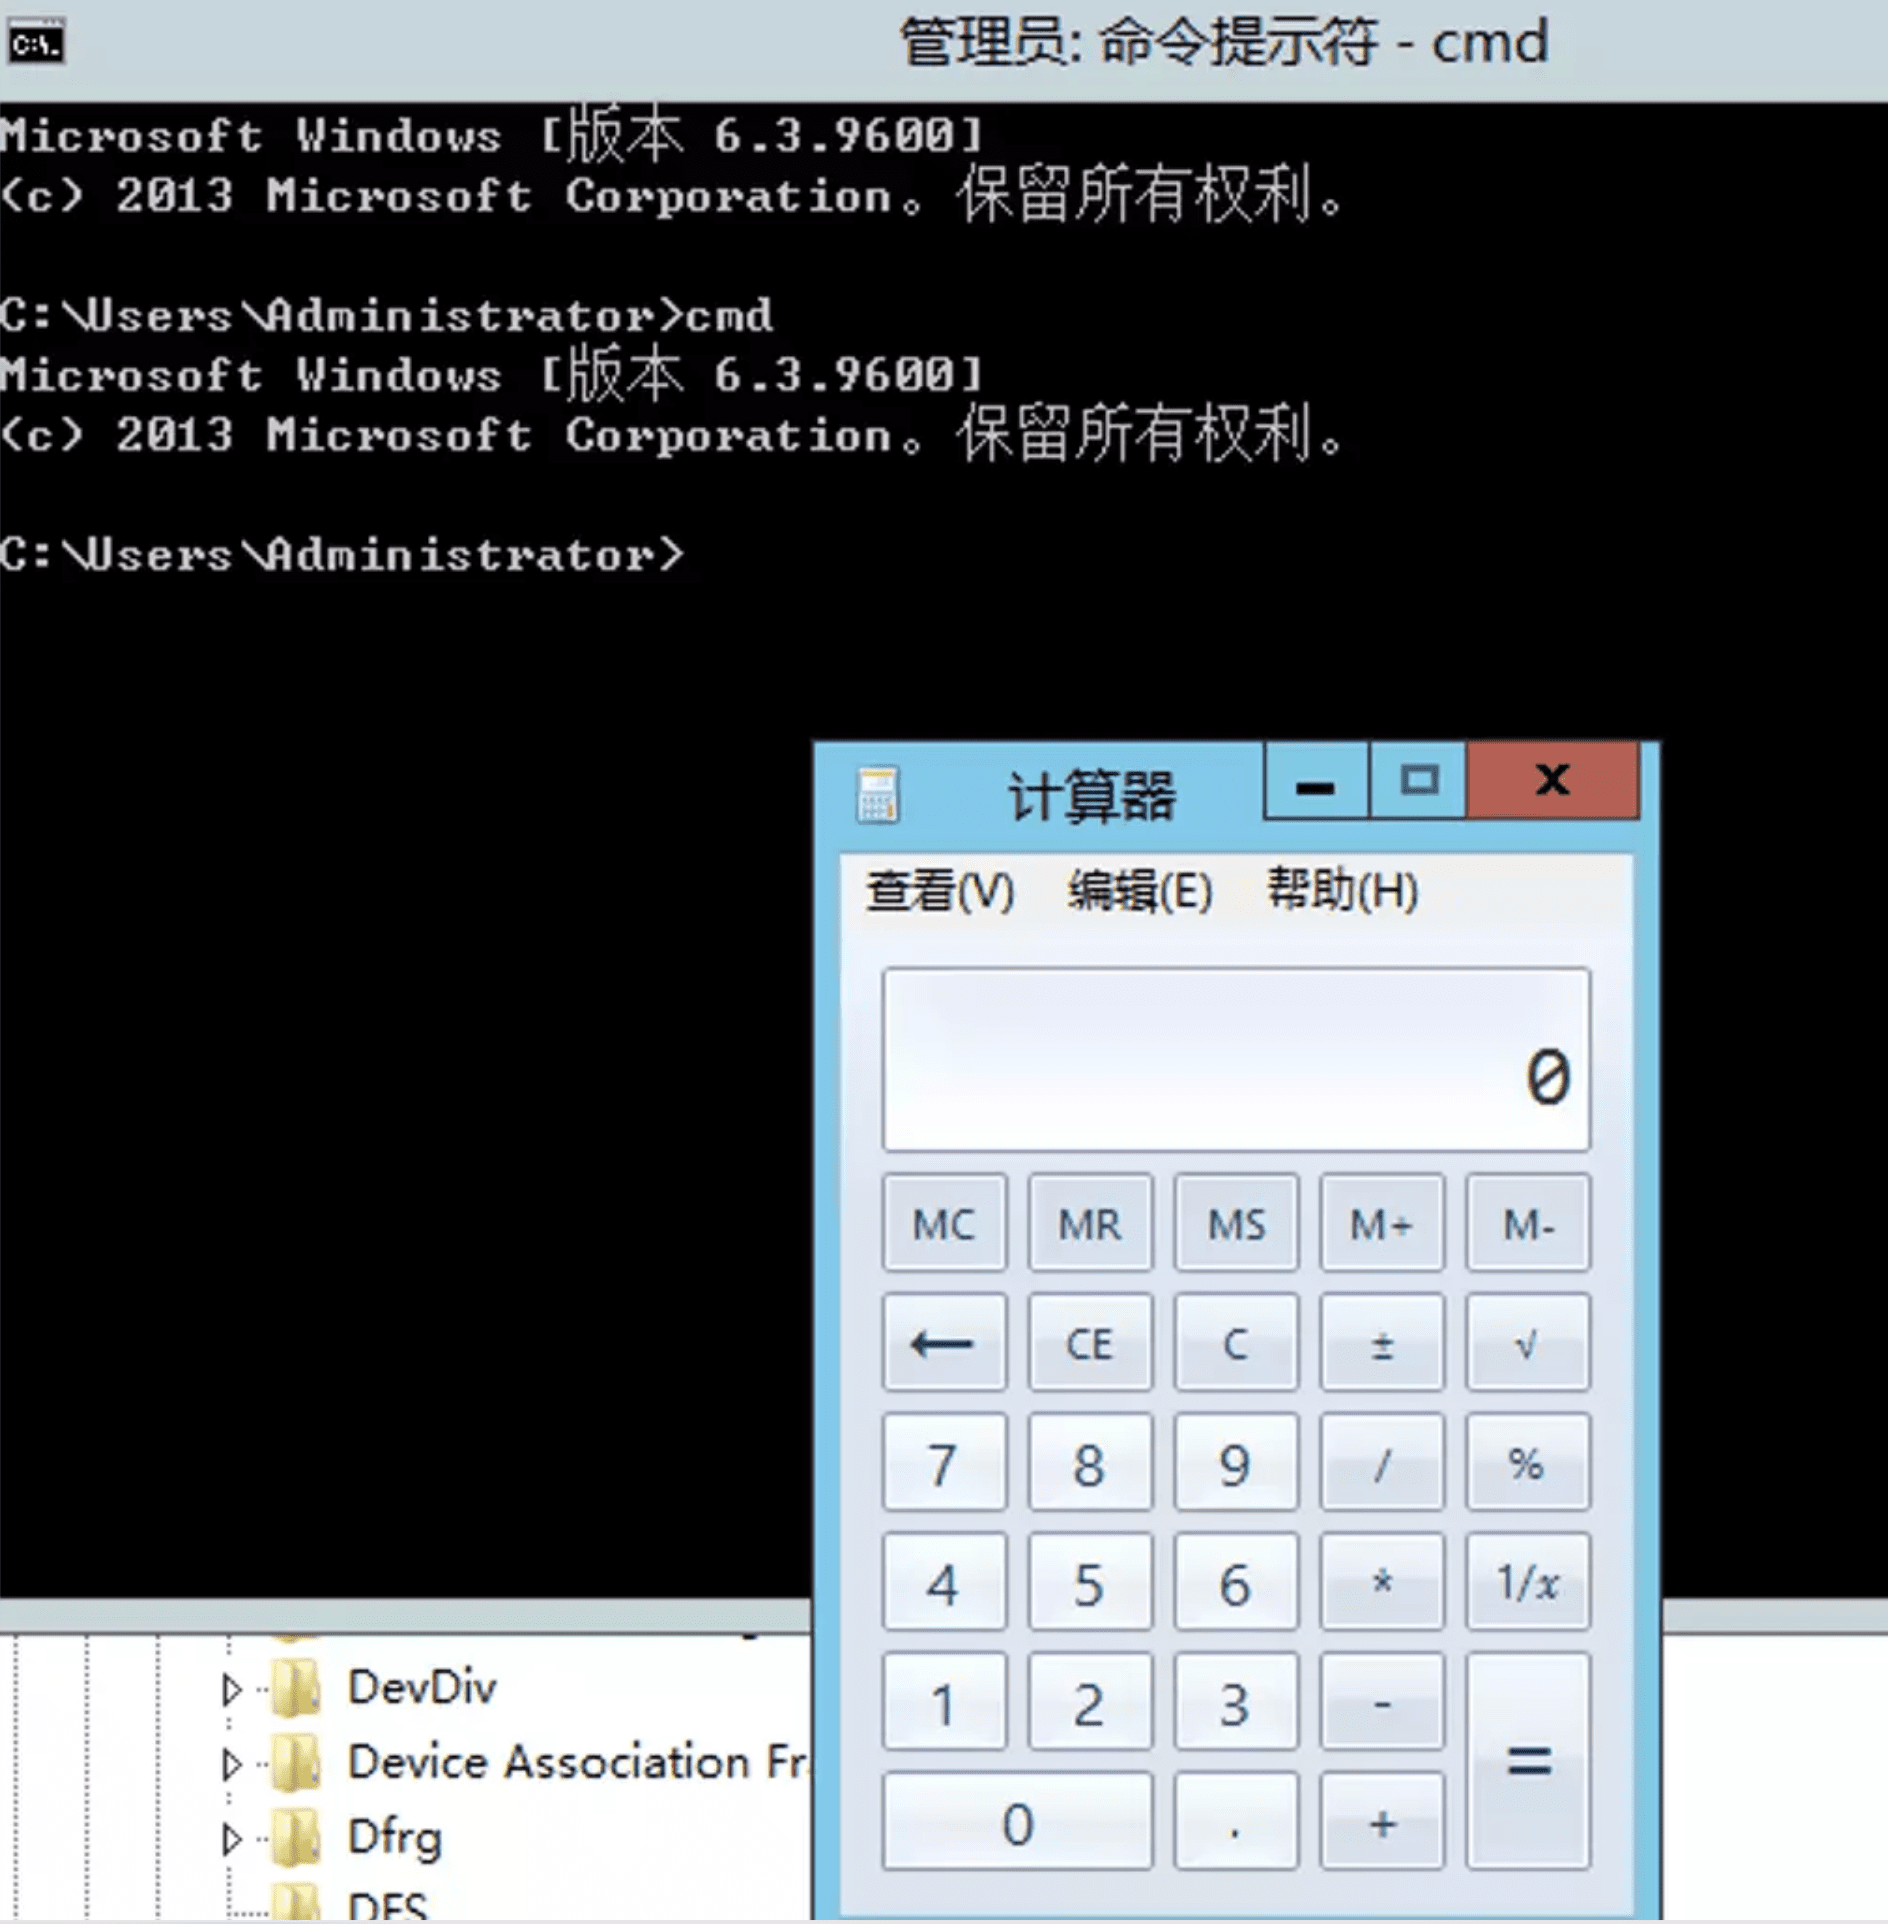 管理员: 命令提示符 - cmd
Microsoft Windows [版本 6.3.9600]
(c) 2013 Microsoft Corporation。保留所有权利。
C:\Users\Administrator>cmd
Microsoft Windows [版本 6.3.9600]
(c) 2013 Microsoft Corporation。保留所有权利。
C:\Users\Administrator>
计算器
查看(V) 编辑(E) 帮助(H)
0
MC MR MS M+ M-
← CE C ± √
7 8 9 / %
4 5 6 * 1/x
1 2 3 - =
0 . +
DevDiv
Device Association Fr
Dfrg
DFS